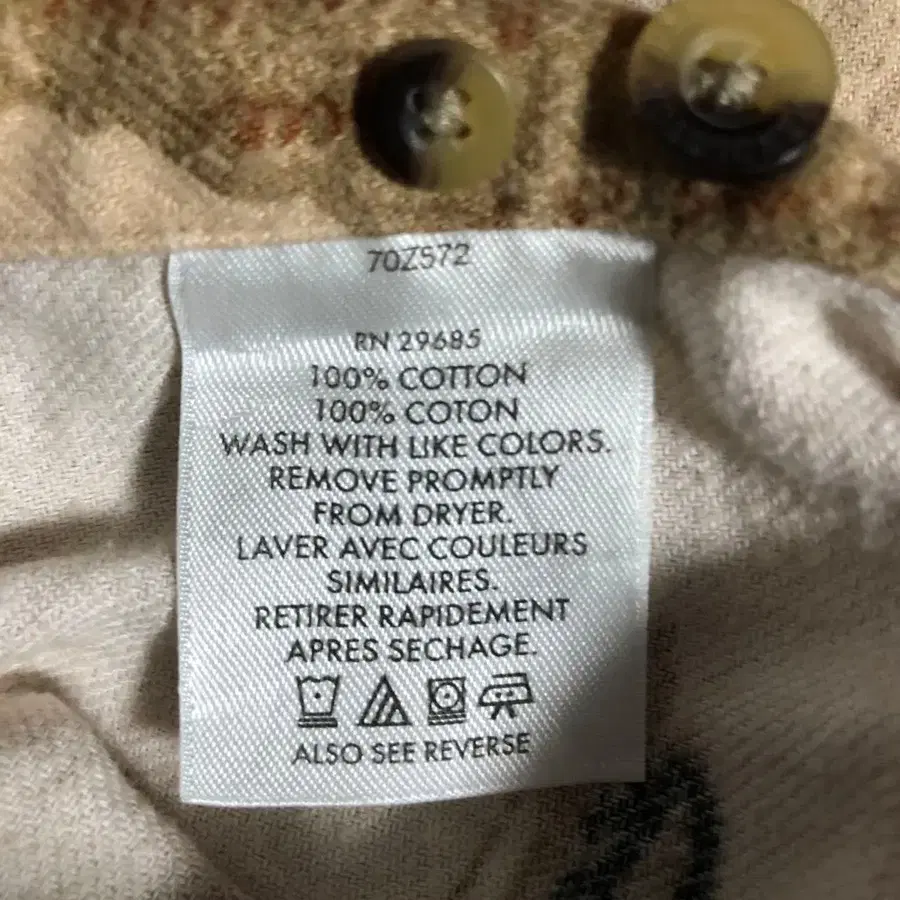 70Z572
RN 29685
100% COTTON
100% COTON
WASH WITH LIKE COLORS.
REMOVE PROMPTLY
FROM DRYER.
LAVER AVEC COULEURS
SIMILAIRES.
RETIRER RAPIDEMENT
APRES SECHAGE.
ALSO SEE REVERSE